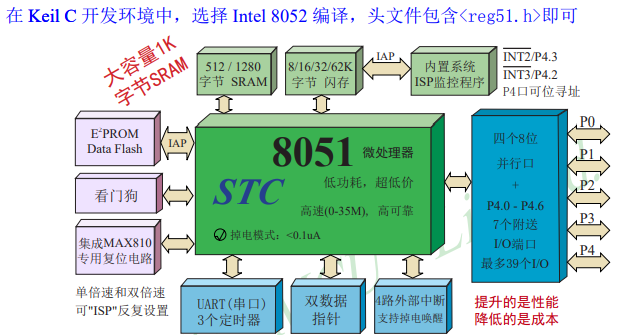 在 Keil C 开发环境中，选择 Intel 8052 编译，头文件包含<reg51.h>即可
大容量1K
字节SRAM
512 / 1280
字节 SRAM
8/16/32/62K
字节 闪存
IAP
内置系统
ISP监控程序
INT2/P4.3
INT3/P4.2
P4口可位寻址
E²PROM
Data Flash
IAP
看门狗
集成MAX810
专用复位电路
单倍速和双倍速
可"ISP"反复设置
8051 微处理器
STC
低功耗，超低价
高速(0-35M)，高可靠
掉电模式：<0.1uA
四个8位
并行口
+
P4.0 - P4.6
7个附送
I/O端口
最多39个I/O
P0
P1
P2
P3
P4
UART(串口)
3个定时器
双数据
指针
4路外部中断
支持掉电唤醒
提升的是性能
降低的是成本